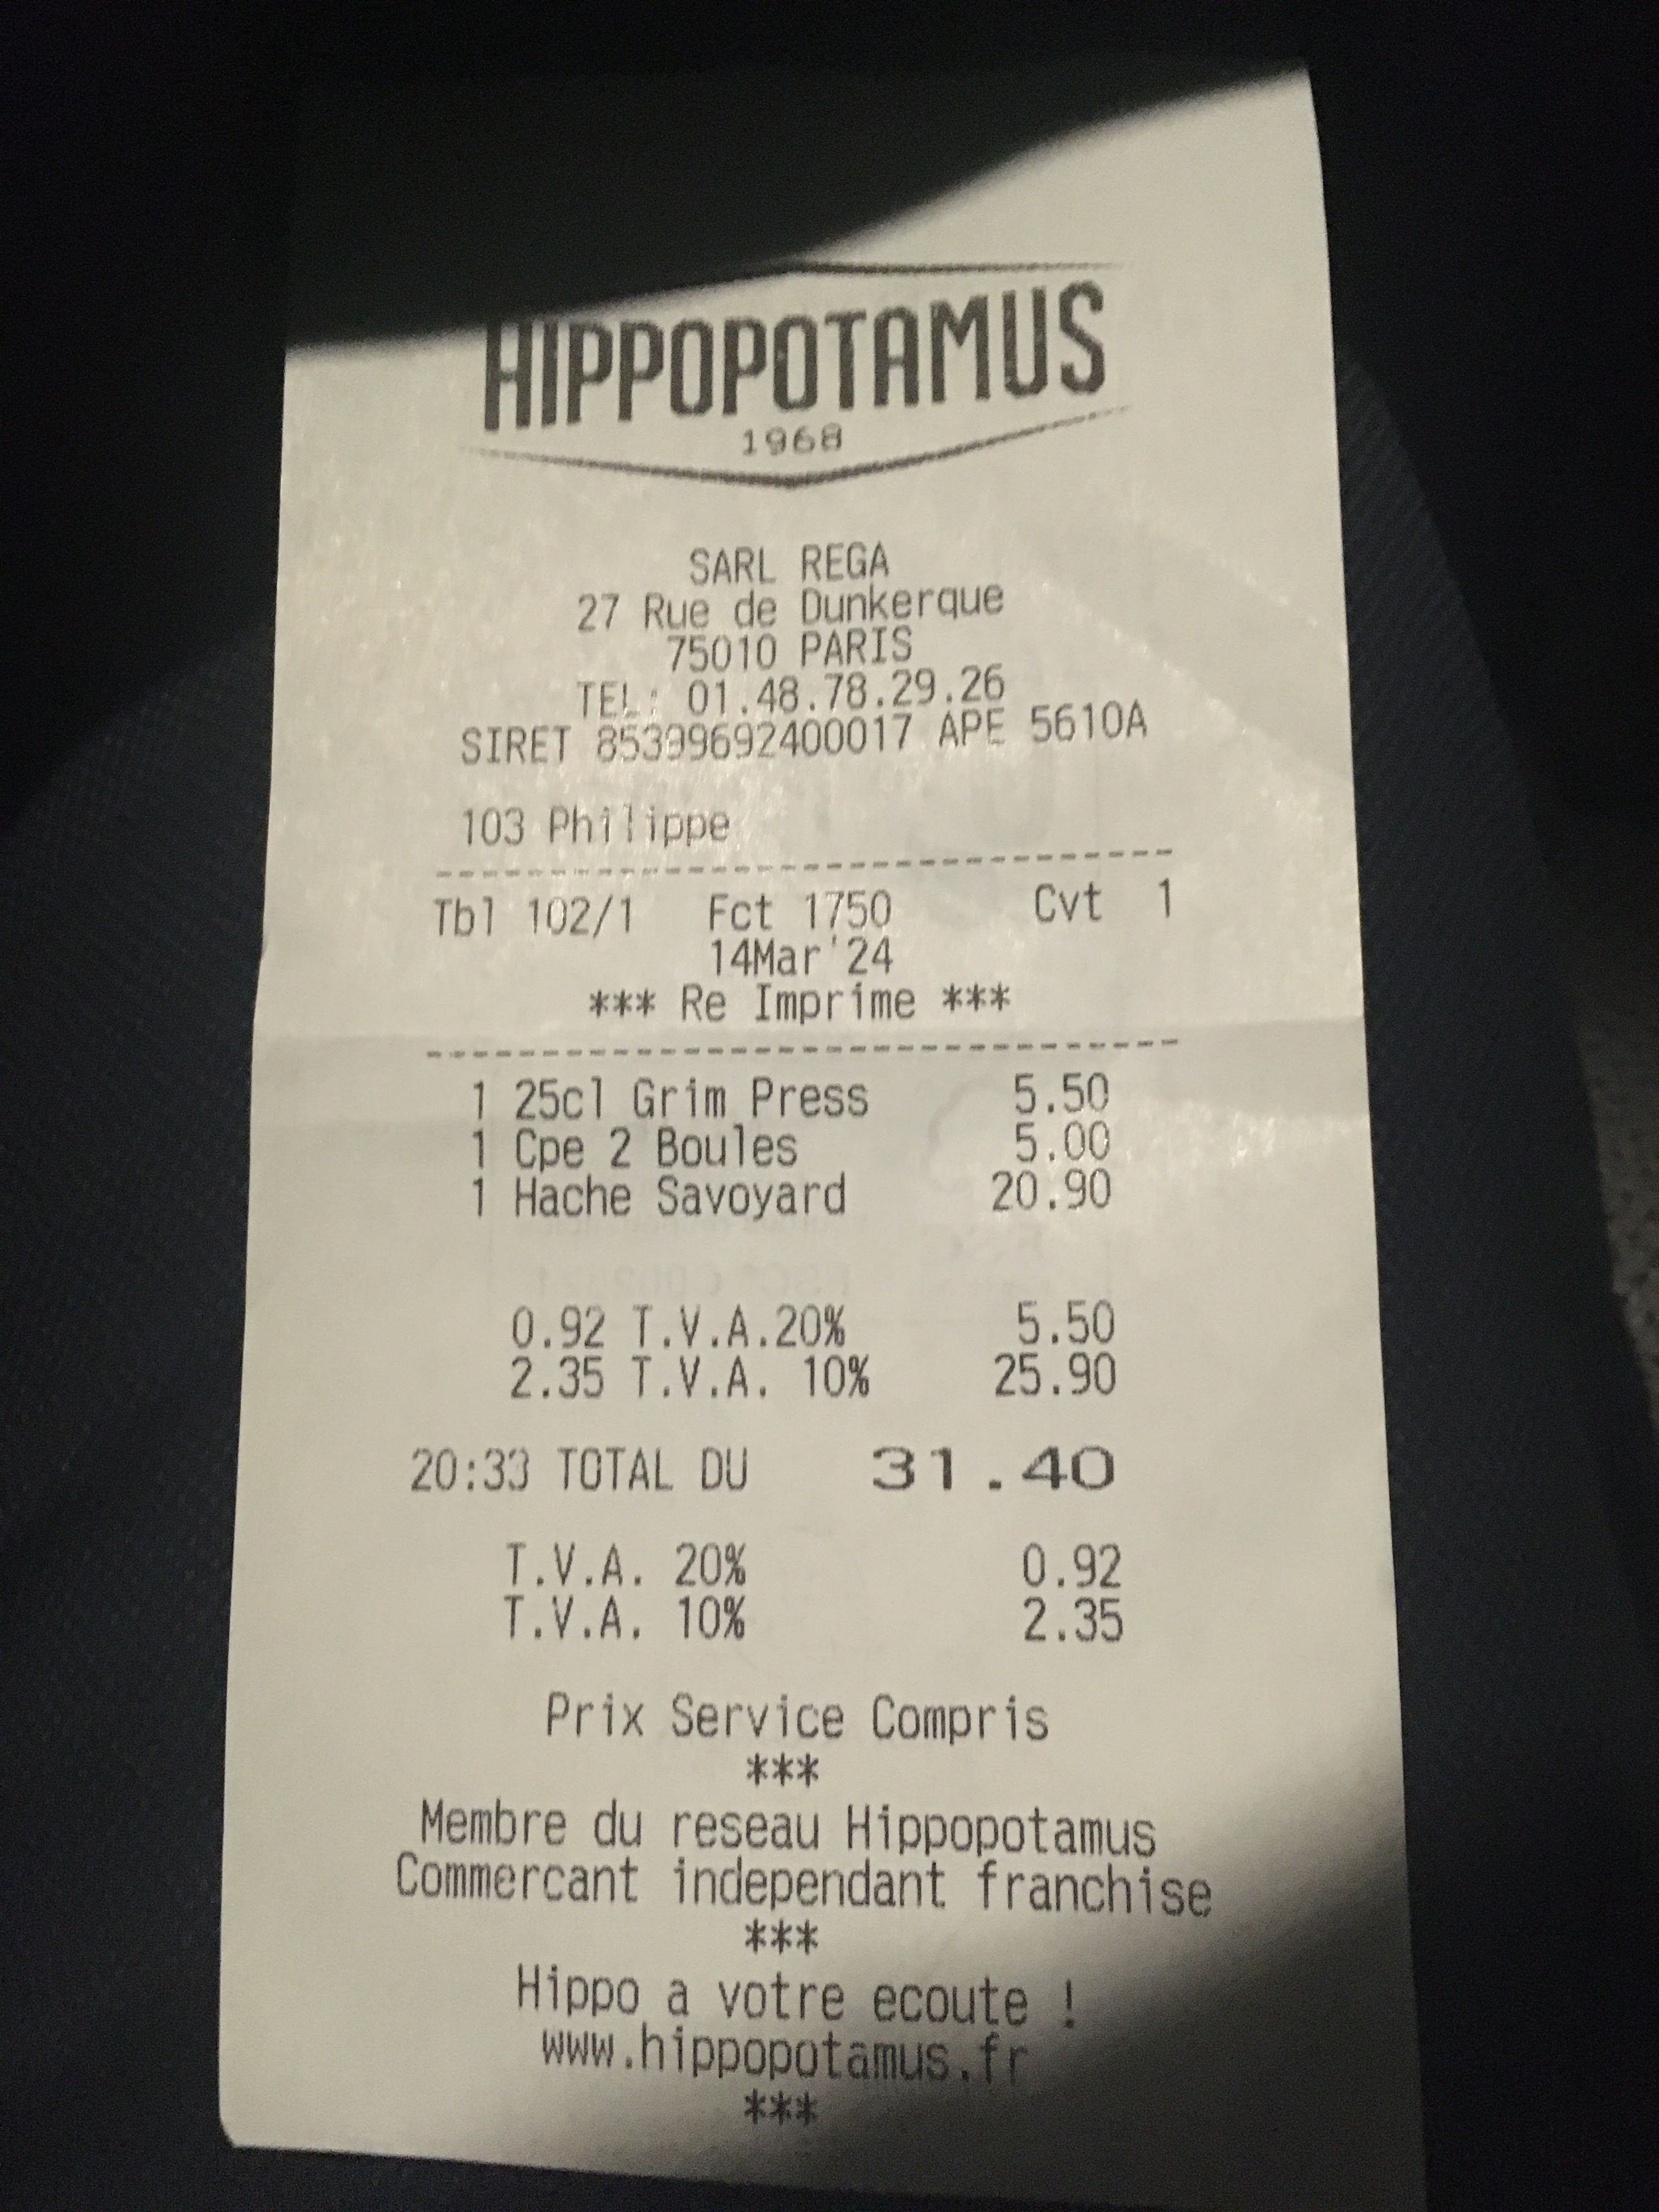 HIPPOPOTAMUS
1968
SARL REGA
27 Rue de Dunkerque
75010 PARIS
TEL: 01.48.78.29.26
SIRET 85399692400017 APE 5610A
103 Philippe
Tbl 102/1 Fct 1750 Cvt 1
14Mar'24
*** Re Imprime ***
1 25cl Grim Press 5.50
1 Cpe 2 Boules 5.00
1 Hache Savoyard 20.90
0.92 T.V.A.20% 5.50
2.35 T.V.A. 10% 25.90
20:33 TOTAL DU 31.40
T.V.A. 20% 0.92
T.V.A. 10% 2.35
Prix Service Compris
***
Membre du reseau Hippopotamus
Commercant independant franchise
***
Hippo a votre ecoute !
www.hippopotamus.fr
***